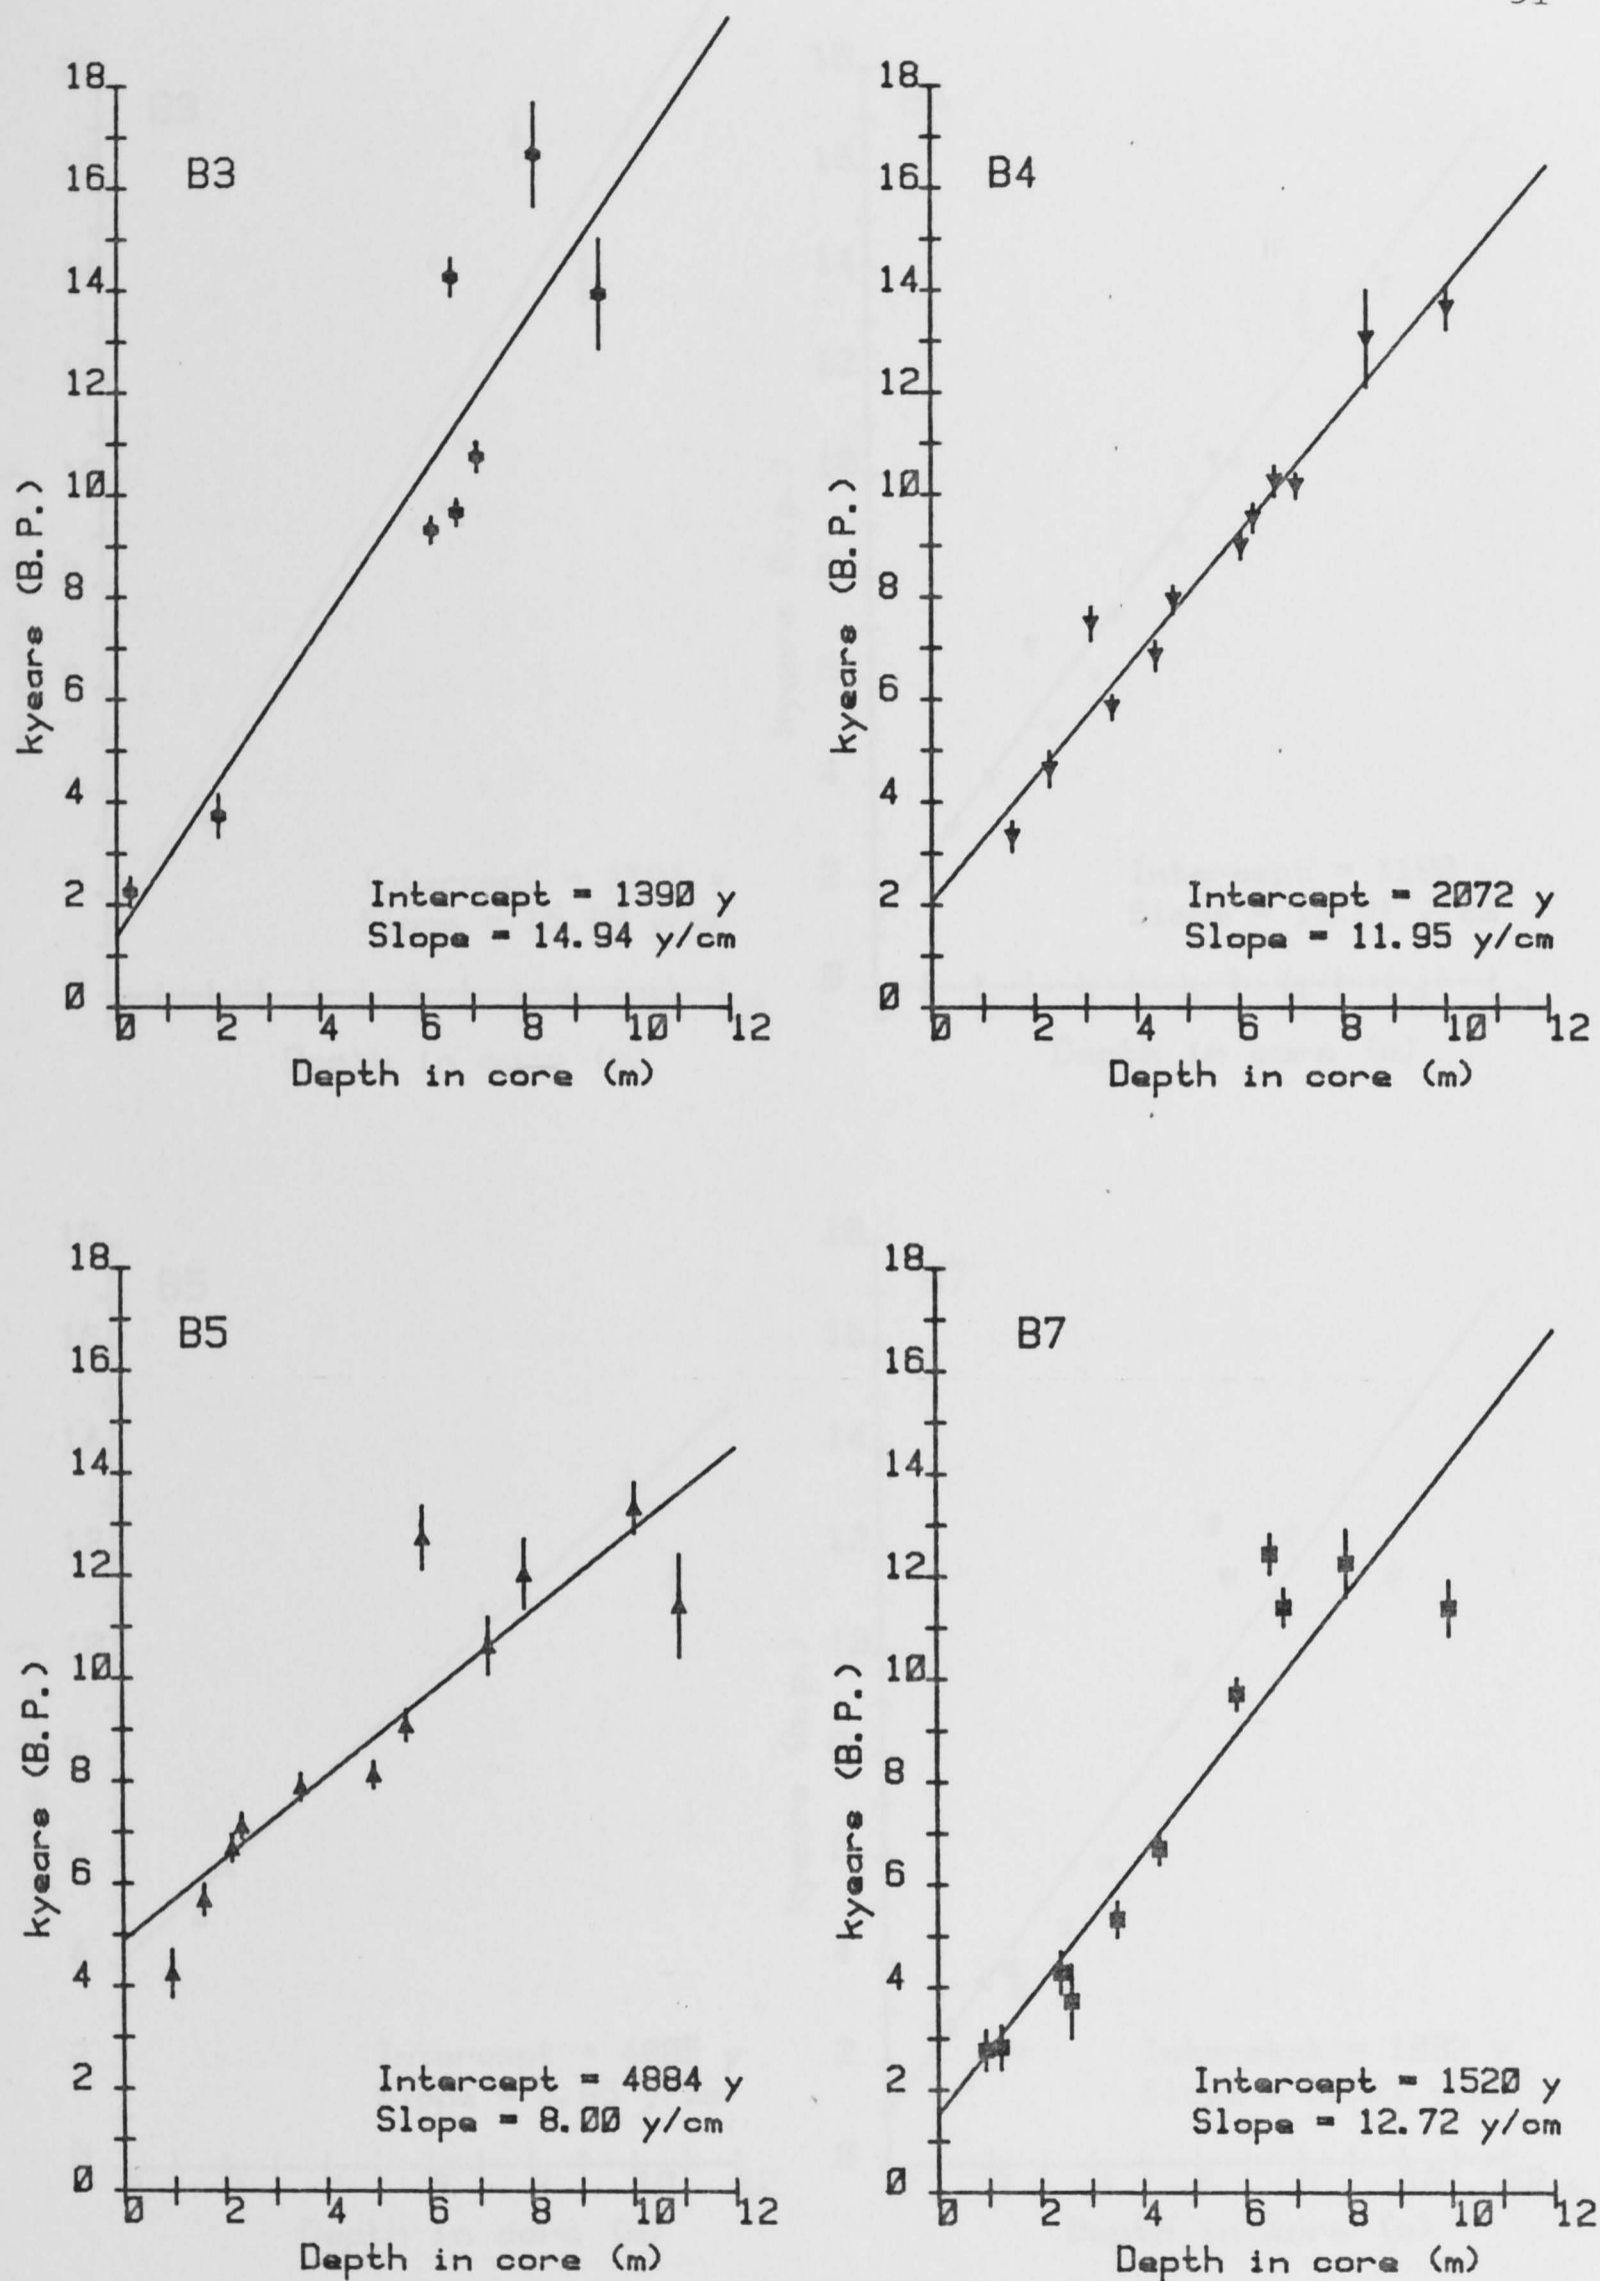 18
16
14
12
10
8
6
4
2
0
kyears (B.P.)
B3
Intercept = 1390 y
Slope = 14.94 y/cm
0 2 4 6 8 10 12
Depth in core (m)
18
16
14
12
10
8
6
4
2
0
kyears (B.P.)
B4
Intercept = 2072 y
Slope = 11.95 y/cm
0 2 4 6 8 10 12
Depth in core (m)
18
16
14
12
10
8
6
4
2
0
kyears (B.P.)
B5
Intercept = 4884 y
Slope = 8.00 y/cm
0 2 4 6 8 10 12
Depth in core (m)
18
16
14
12
10
8
6
4
2
0
kyears (B.P.)
B7
Intercept = 1520 y
Slope = 12.72 y/cm
0 2 4 6 8 10 12
Depth in core (m)